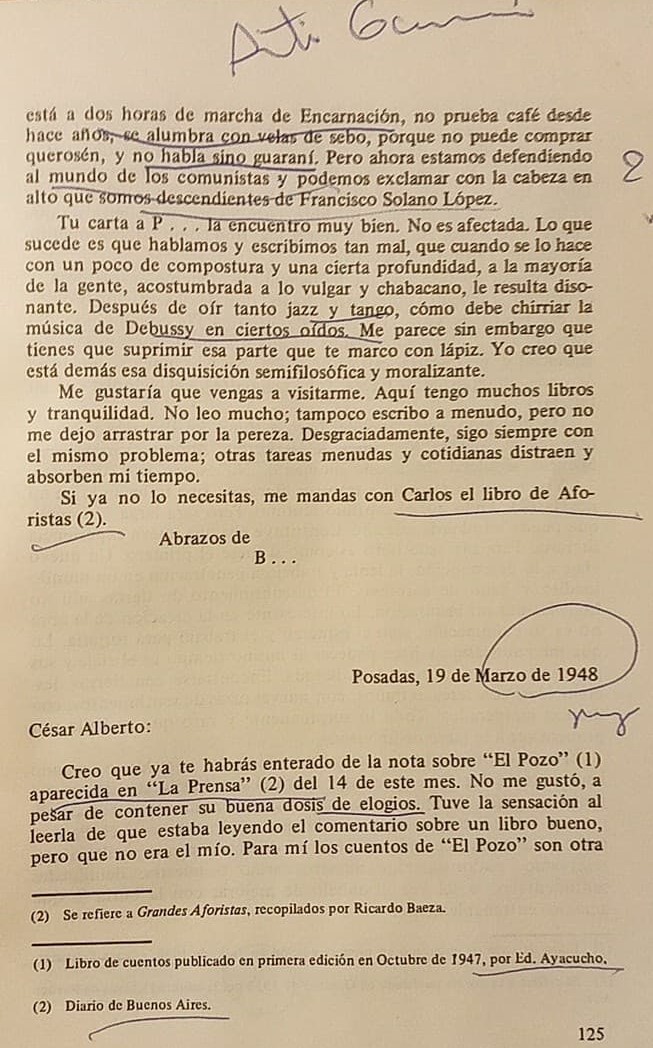 está a dos horas de marcha de Encarnación, no prueba café desde
hace años, se alumbra con velas de sebo, porque no puede comprar
querosén, y no habla sino guaraní. Pero ahora estamos defendiendo
al mundo de los comunistas y podemos exclamar con la cabeza en
alto que somos descendientes de Francisco Solano López.
2
Tu carta a P . . . la encuentro muy bien. No es afectada. Lo que
sucede es que hablamos y escribimos tan mal, que cuando se lo hace
con un poco de compostura y una cierta profundidad, a la mayoría
de la gente, acostumbrada a lo vulgar y chabacano, le resulta diso-
nante. Después de oír tanto jazz y tango, cómo debe chirriar la
música de Debussy en ciertos oídos. Me parece sin embargo que
tienes que suprimir esa parte que te marco con lápiz. Yo creo que
está demás esa disquisición semifilosófica y moralizante.
Me gustaría que vengas a visitarme. Aquí tengo muchos libros
y tranquilidad. No leo mucho; tampoco escribo a menudo, pero no
me dejo arrastrar por la pereza. Desgraciadamente, sigo siempre con
el mismo problema; otras tareas menudas y cotidianas distraen y
absorben mi tiempo.
Si ya no lo necesitas, me mandas con Carlos el libro de Afo-
ristas (2).
Abrazos de
B . . .
Posadas, 19 de Marzo de 1948
César Alberto:
Creo que ya te habrás enterado de la nota sobre “El Pozo” (1)
aparecida en “La Prensa” (2) del 14 de este mes. No me gustó, a
pesar de contener su buena dosis de elogios. Tuve la sensación al
leerla de que estaba leyendo el comentario sobre un libro bueno,
pero que no era el mío. Para mí los cuentos de “El Pozo” son otra
(2) Se refiere a Grandes Aforistas, recopilados por Ricardo Baeza.
(1) Libro de cuentos publicado en primera edición en Octubre de 1947, por Ed. Ayacucho.
(2) Diario de Buenos Aires.
125